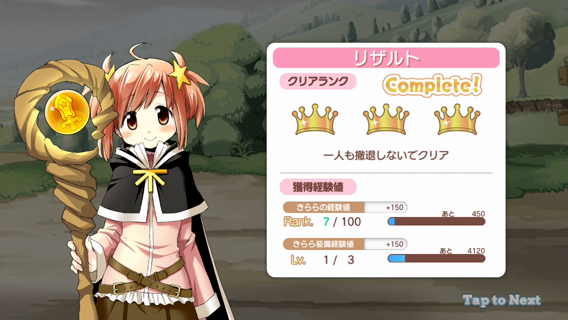 リザルト
クリアランク
Complete!
一人も撤退しないでクリア
獲得経験値
きららの経験値 +150
あと 450
Rank. 7 / 100
きらら装備経験値 +150
あと 4120
Lv. 1 / 3
Tap to Next